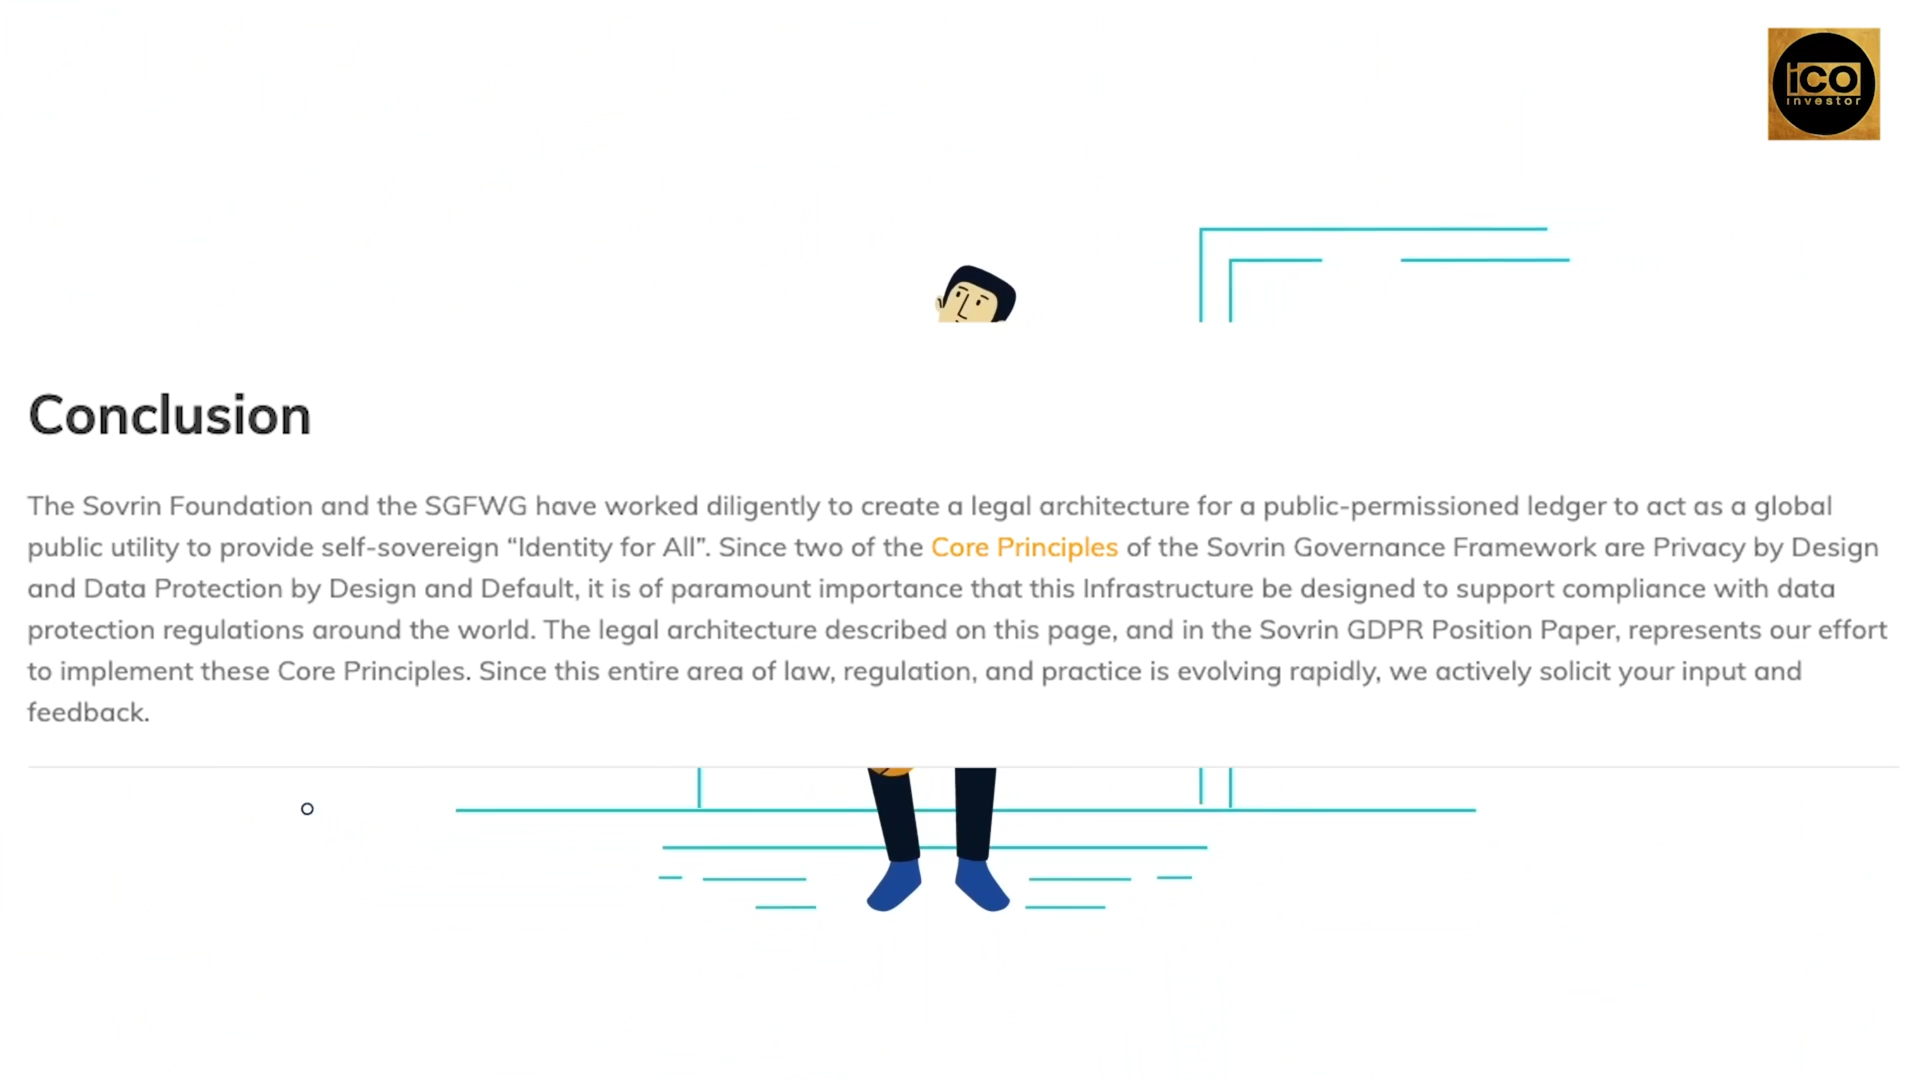 iCO
investor
Conclusion
The Sovrin Foundation and the SGFWG have worked diligently to create a legal architecture for a public-permissioned ledger to act as a global
public utility to provide self-sovereign “Identity for All”. Since two of the Core Principles of the Sovrin Governance Framework are Privacy by Design
and Data Protection by Design and Default, it is of paramount importance that this Infrastructure be designed to support compliance with data
protection regulations around the world. The legal architecture described on this page, and in the Sovrin GDPR Position Paper, represents our effort
to implement these Core Principles. Since this entire area of law, regulation, and practice is evolving rapidly, we actively solicit your input and
feedback.